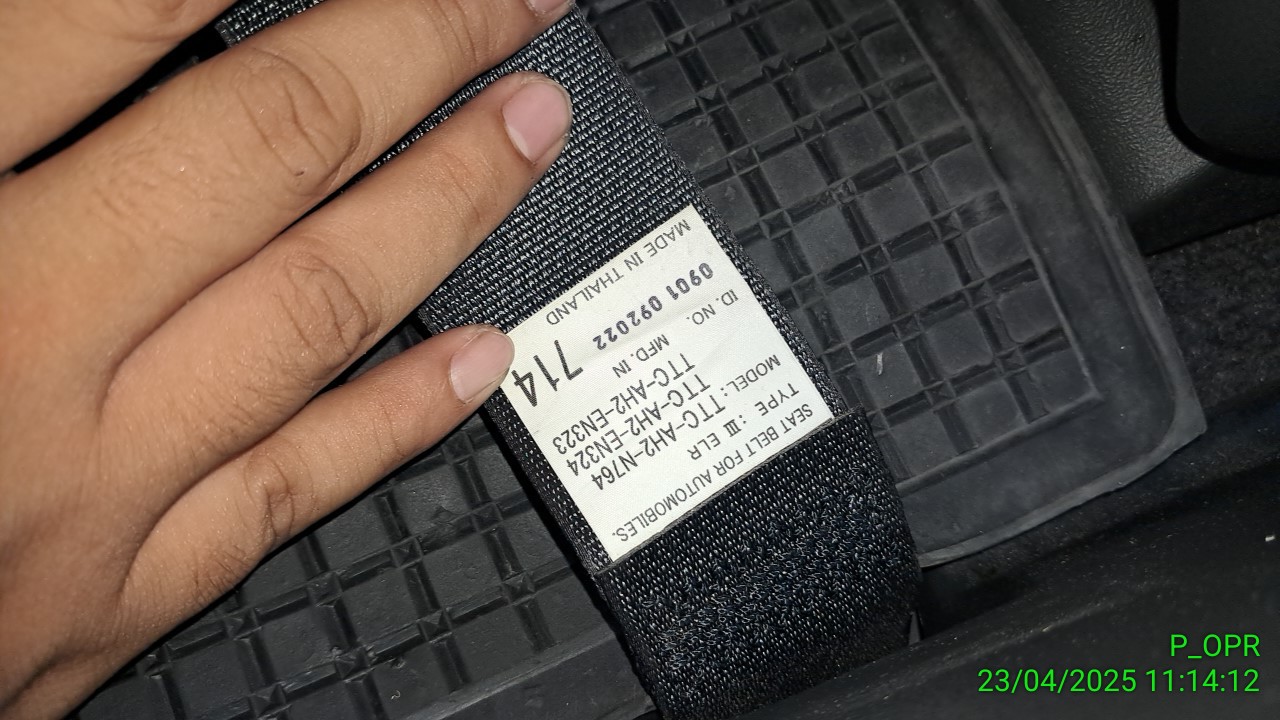 SEAT BELT FOR AUTOMOBILES.
TYPE : III ELR
MODEL : TTC-AH2-N764
TTC-AH2-EN324
TTC-AH2-EN323
MFD. IN
714
ID. NO.
0901 092022
MADE IN THAILAND
P_OPR
23/04/2025 11:14:12